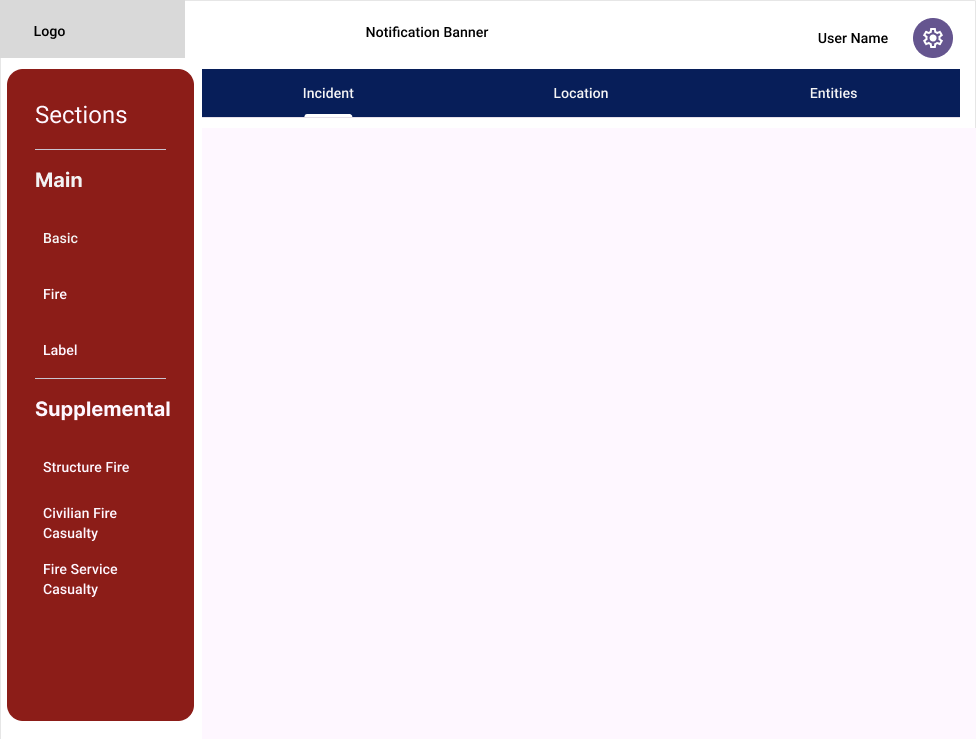 Logo
Notification Banner
User Name
Sections
Main
Basic
Fire
Label
Supplemental
Structure Fire
Civilian Fire
Casualty
Fire Service
Casualty
Incident
Location
Entities